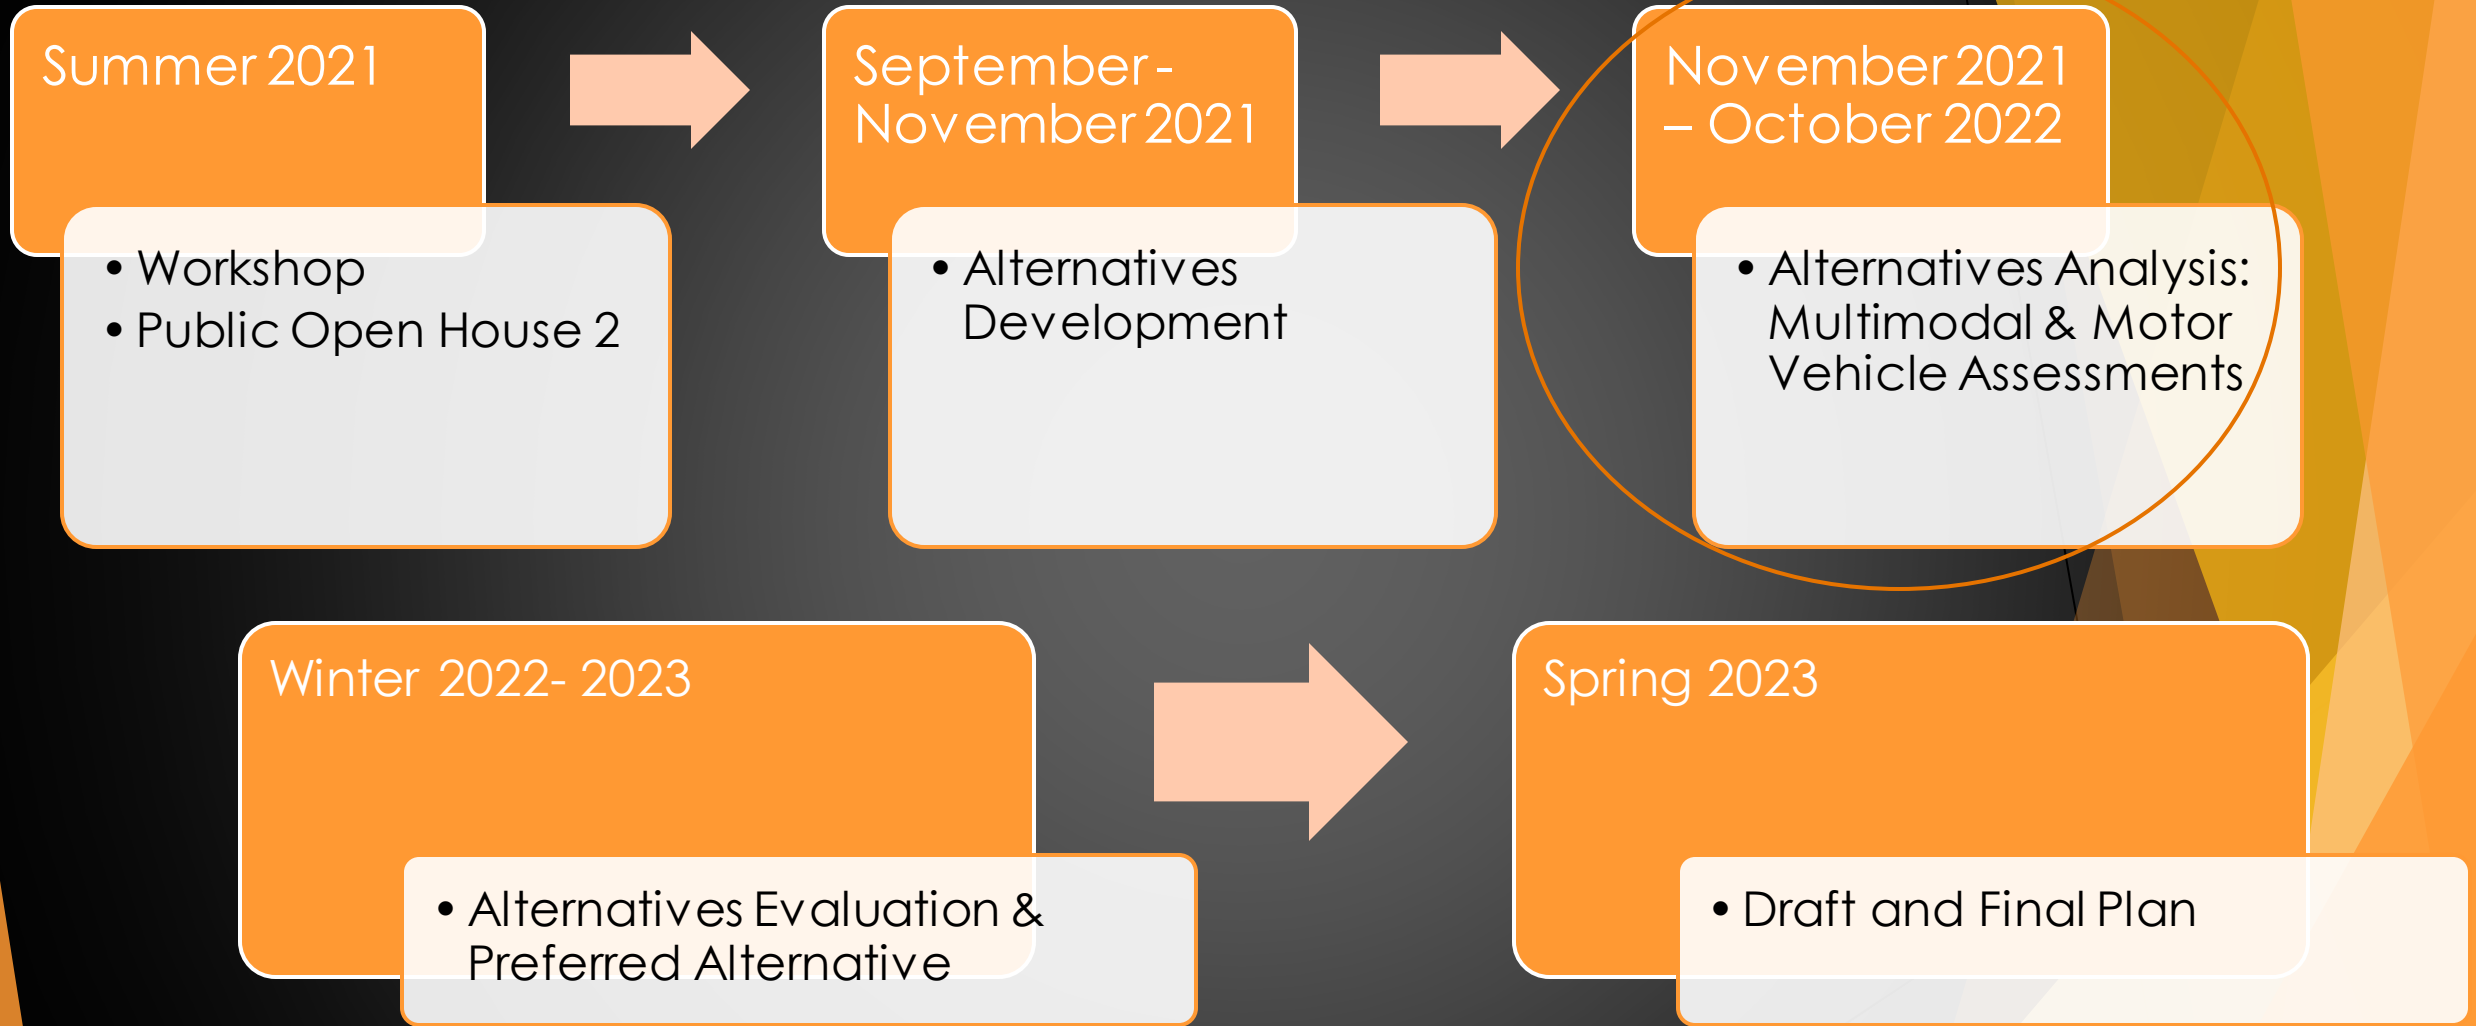 Summer 2021
• Workshop
• Public Open House 2
September-
November 2021
• Alternatives
Development
November 2021
– October 2022
• Alternatives Analysis:
Multimodal & Motor
Vehicle Assessments
Winter 2022- 2023
• Alternatives Evaluation &
Preferred Alternative
Spring 2023
• Draft and Final Plan